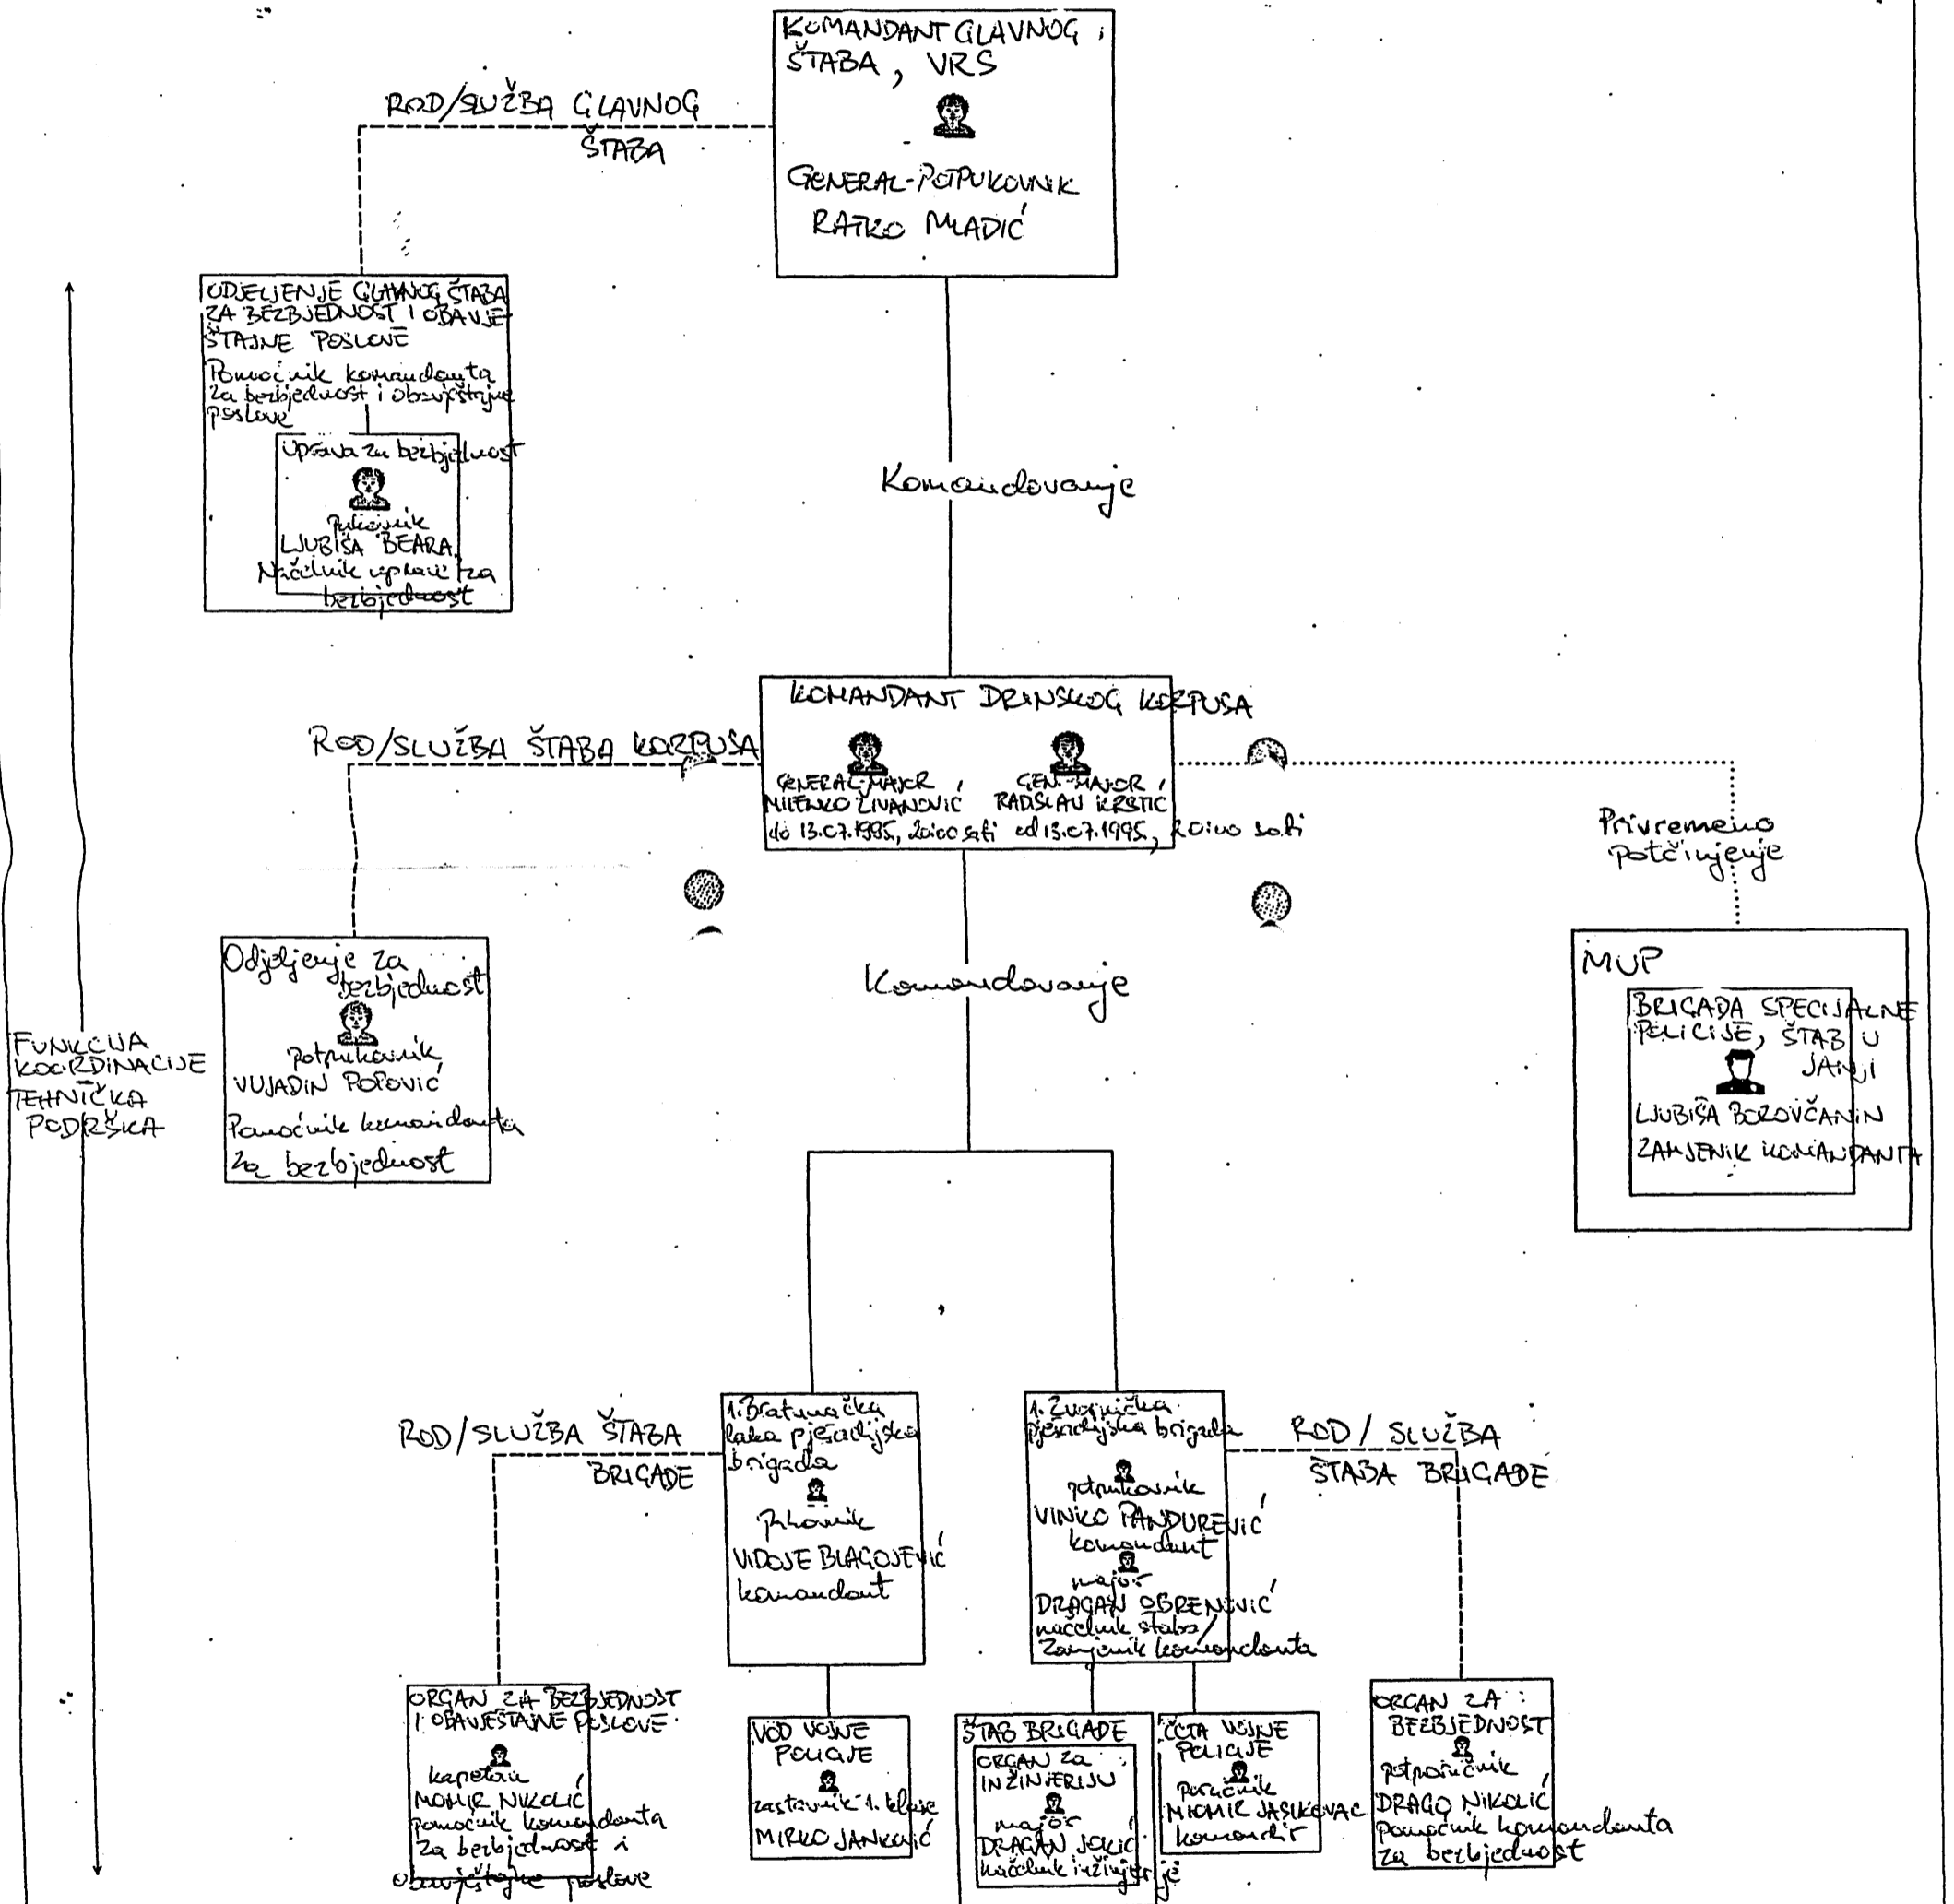 KOMANDANT GLAVNOG
ŠTABA, VRS
GENERAL-POTPUKOVNIK
RATKO MLADIĆ
ROD/SLUŽBA GLAVNOG
ŠTABA
ODJELJENJE GLAVNOG ŠTABA
ZA BEZBJEDNOST I OBAVJE-
ŠTAJNE POSLOVE
Pomoćnik komandanta
za bezbjednost i obavještajne
poslove
Uprava za bezbjednost
pukovnik
LJUBIŠA BEARA
Načelnik uprave za
bezbjednost
Komandovanje
KOMANDANT DRINSKOG KORPUSA
GENERAL-MAJOR
MILENKO ŽIVANOVIĆ
do 13.07.1995, 20:00 sati
GEN.-MAJOR
RADISLAV KRSTIĆ
od 13.07.1995, 20:00 sati
ROD/SLUŽBA ŠTABA KORPUSA
Privremeno
potčinjenje
Odjeljenje za
bezbjednost
potpukovnik
VUJADIN POPOVIĆ
Pomoćnik komandanta
za bezbjednost
Komandovanje
MUP
BRIGADA SPECIJALNE
POLICIJE, ŠTAB U
JANJI
LJUBIŠA BOROVČANIN
ZAMJENIK KOMANDANTA
FUNKCIJA
KOORDINACIJE
TEHNIČKA
PODRŠKA
ROD/SLUŽBA ŠTABA
BRIGADE
1. Bratunačka
laka pješadijska
brigada
pukovnik
VIDOJE BLAGOJEVIĆ
komandant
1. Zvornička
pješadijska brigada
potpukovnik
VINKO PANDUREVIĆ
komandant
major
DRAGAN OBRENOVIĆ
načelnik štaba/
Zamjenik komandanta
ROD/SLUŽBA
ŠTABA BRIGADE
ORGAN ZA BEZBJEDNOST
I OBAVJEŠTAJNE POSLOVE
kapetan
MOMIR NIKOLIĆ
pomoćnik komandanta
za bezbjednost i
obavještajne poslove
VOD VOJNE
POLICIJE
zastavnik 1. klase
MIRKO JANKOVIĆ
ŠTAB BRIGADE
ORGAN ZA
INŽINJERIJU
major
DRAGAN JOKIĆ
načelnik inžinjerije
ČETA VOJNE
POLICIJE
poručnik
MIOMIR JASIKOVAC
komandir
ORGAN ZA
BEZBJEDNOST
potporučnik
DRAGO NIKOLIĆ
Pomoćnik komandanta
za bezbjednost